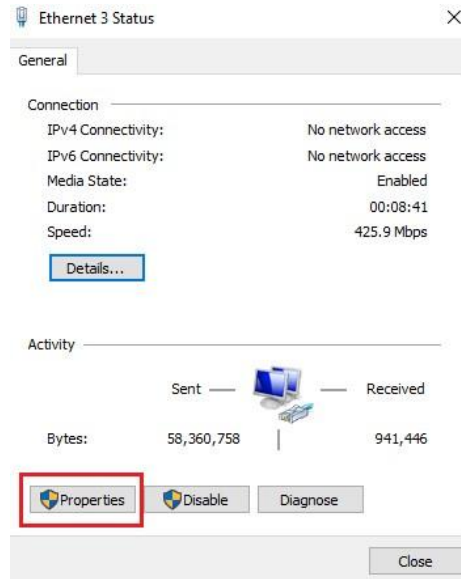 Ethernet 3 Status
General
Connection
IPv4 Connectivity: No network access
IPv6 Connectivity: No network access
Media State: Enabled
Duration: 00:08:41
Speed: 425.9 Mbps
Details...
Activity
Sent Received
Bytes: 58,360,758 941,446
Properties Disable Diagnose
Close